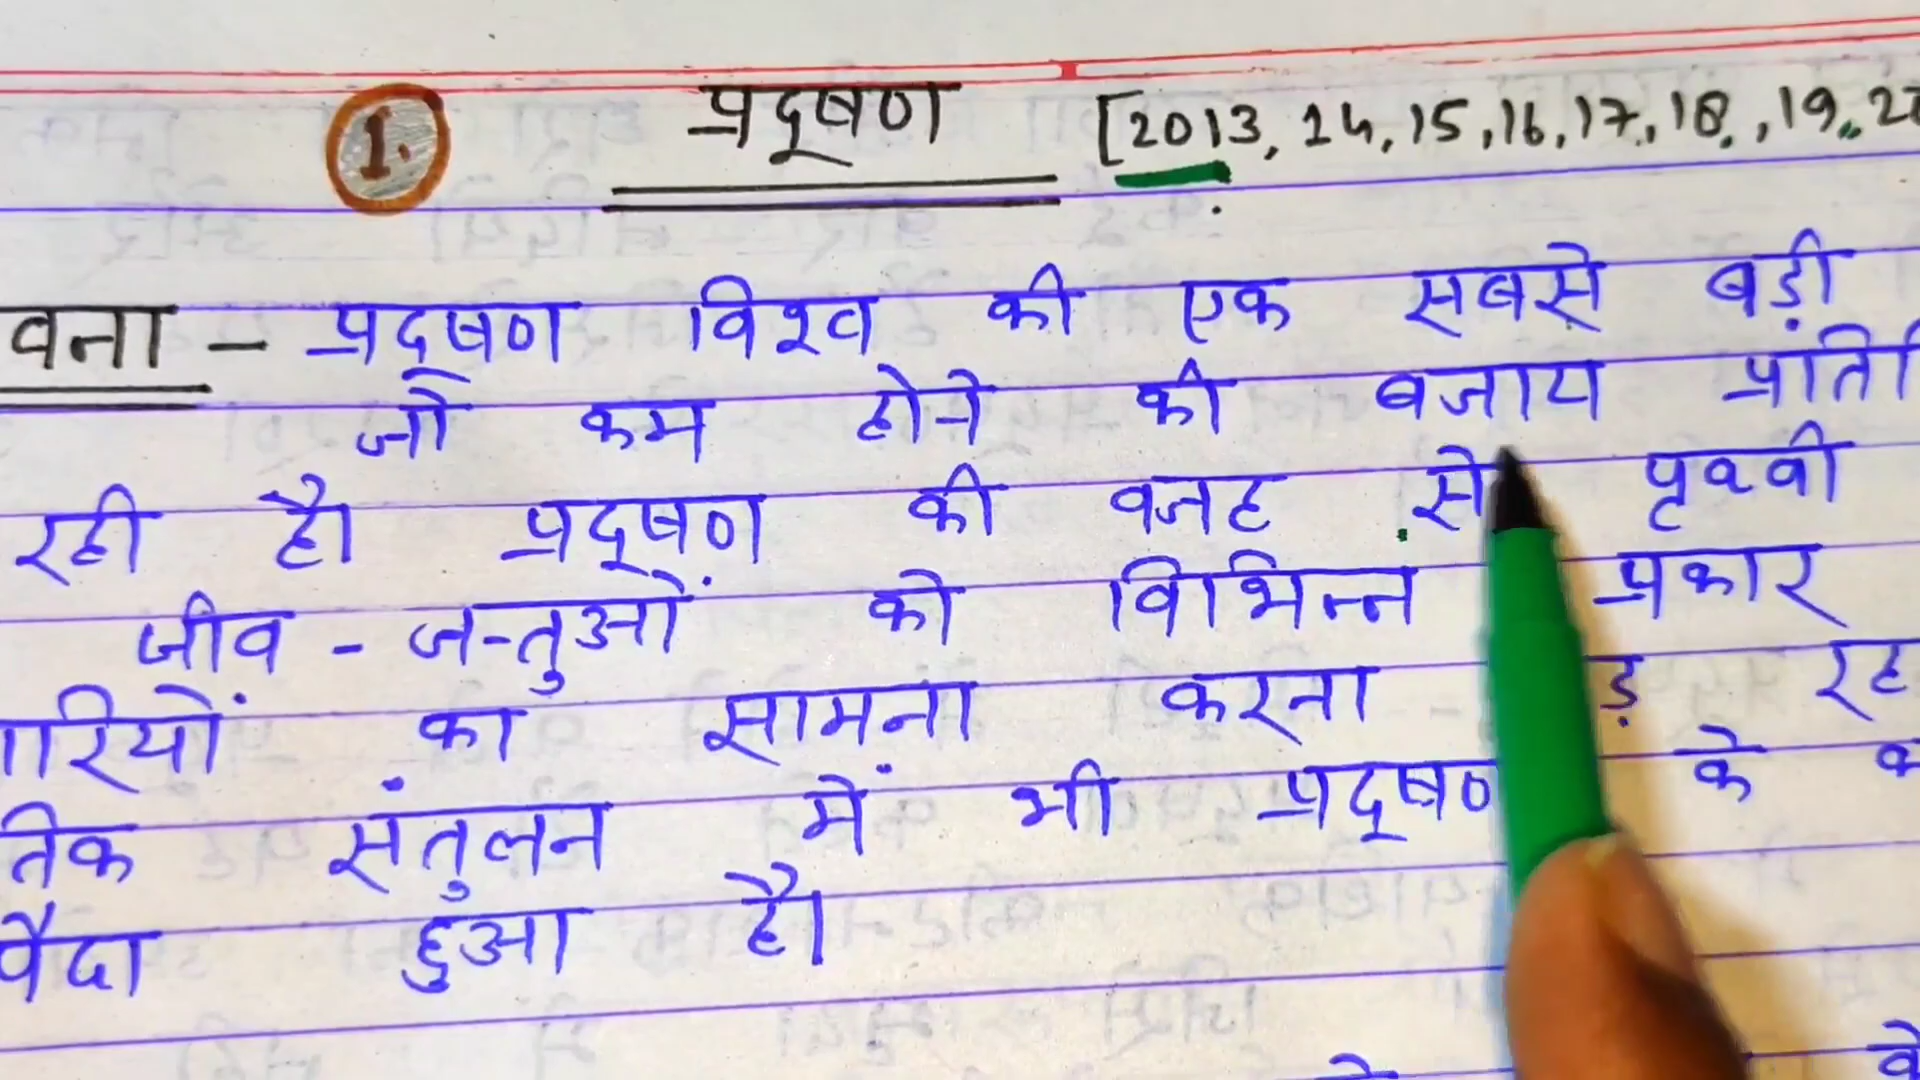 1. प्रदूषण [2013, 14, 15, 16, 17, 18, 19,
वना - प्रदूषण विश्व की एक सबसे बड़ी
जो कम होने की बजाय प्रति
रही है। प्रदूषण की वजह से पृथ्वी
जीव - जन्तुओं को विभिन्न प्रकार
ारियों का सामना करना ड़ रह
तिक संतुलन में भी प्रदूषण के
पैदा हुआ है।